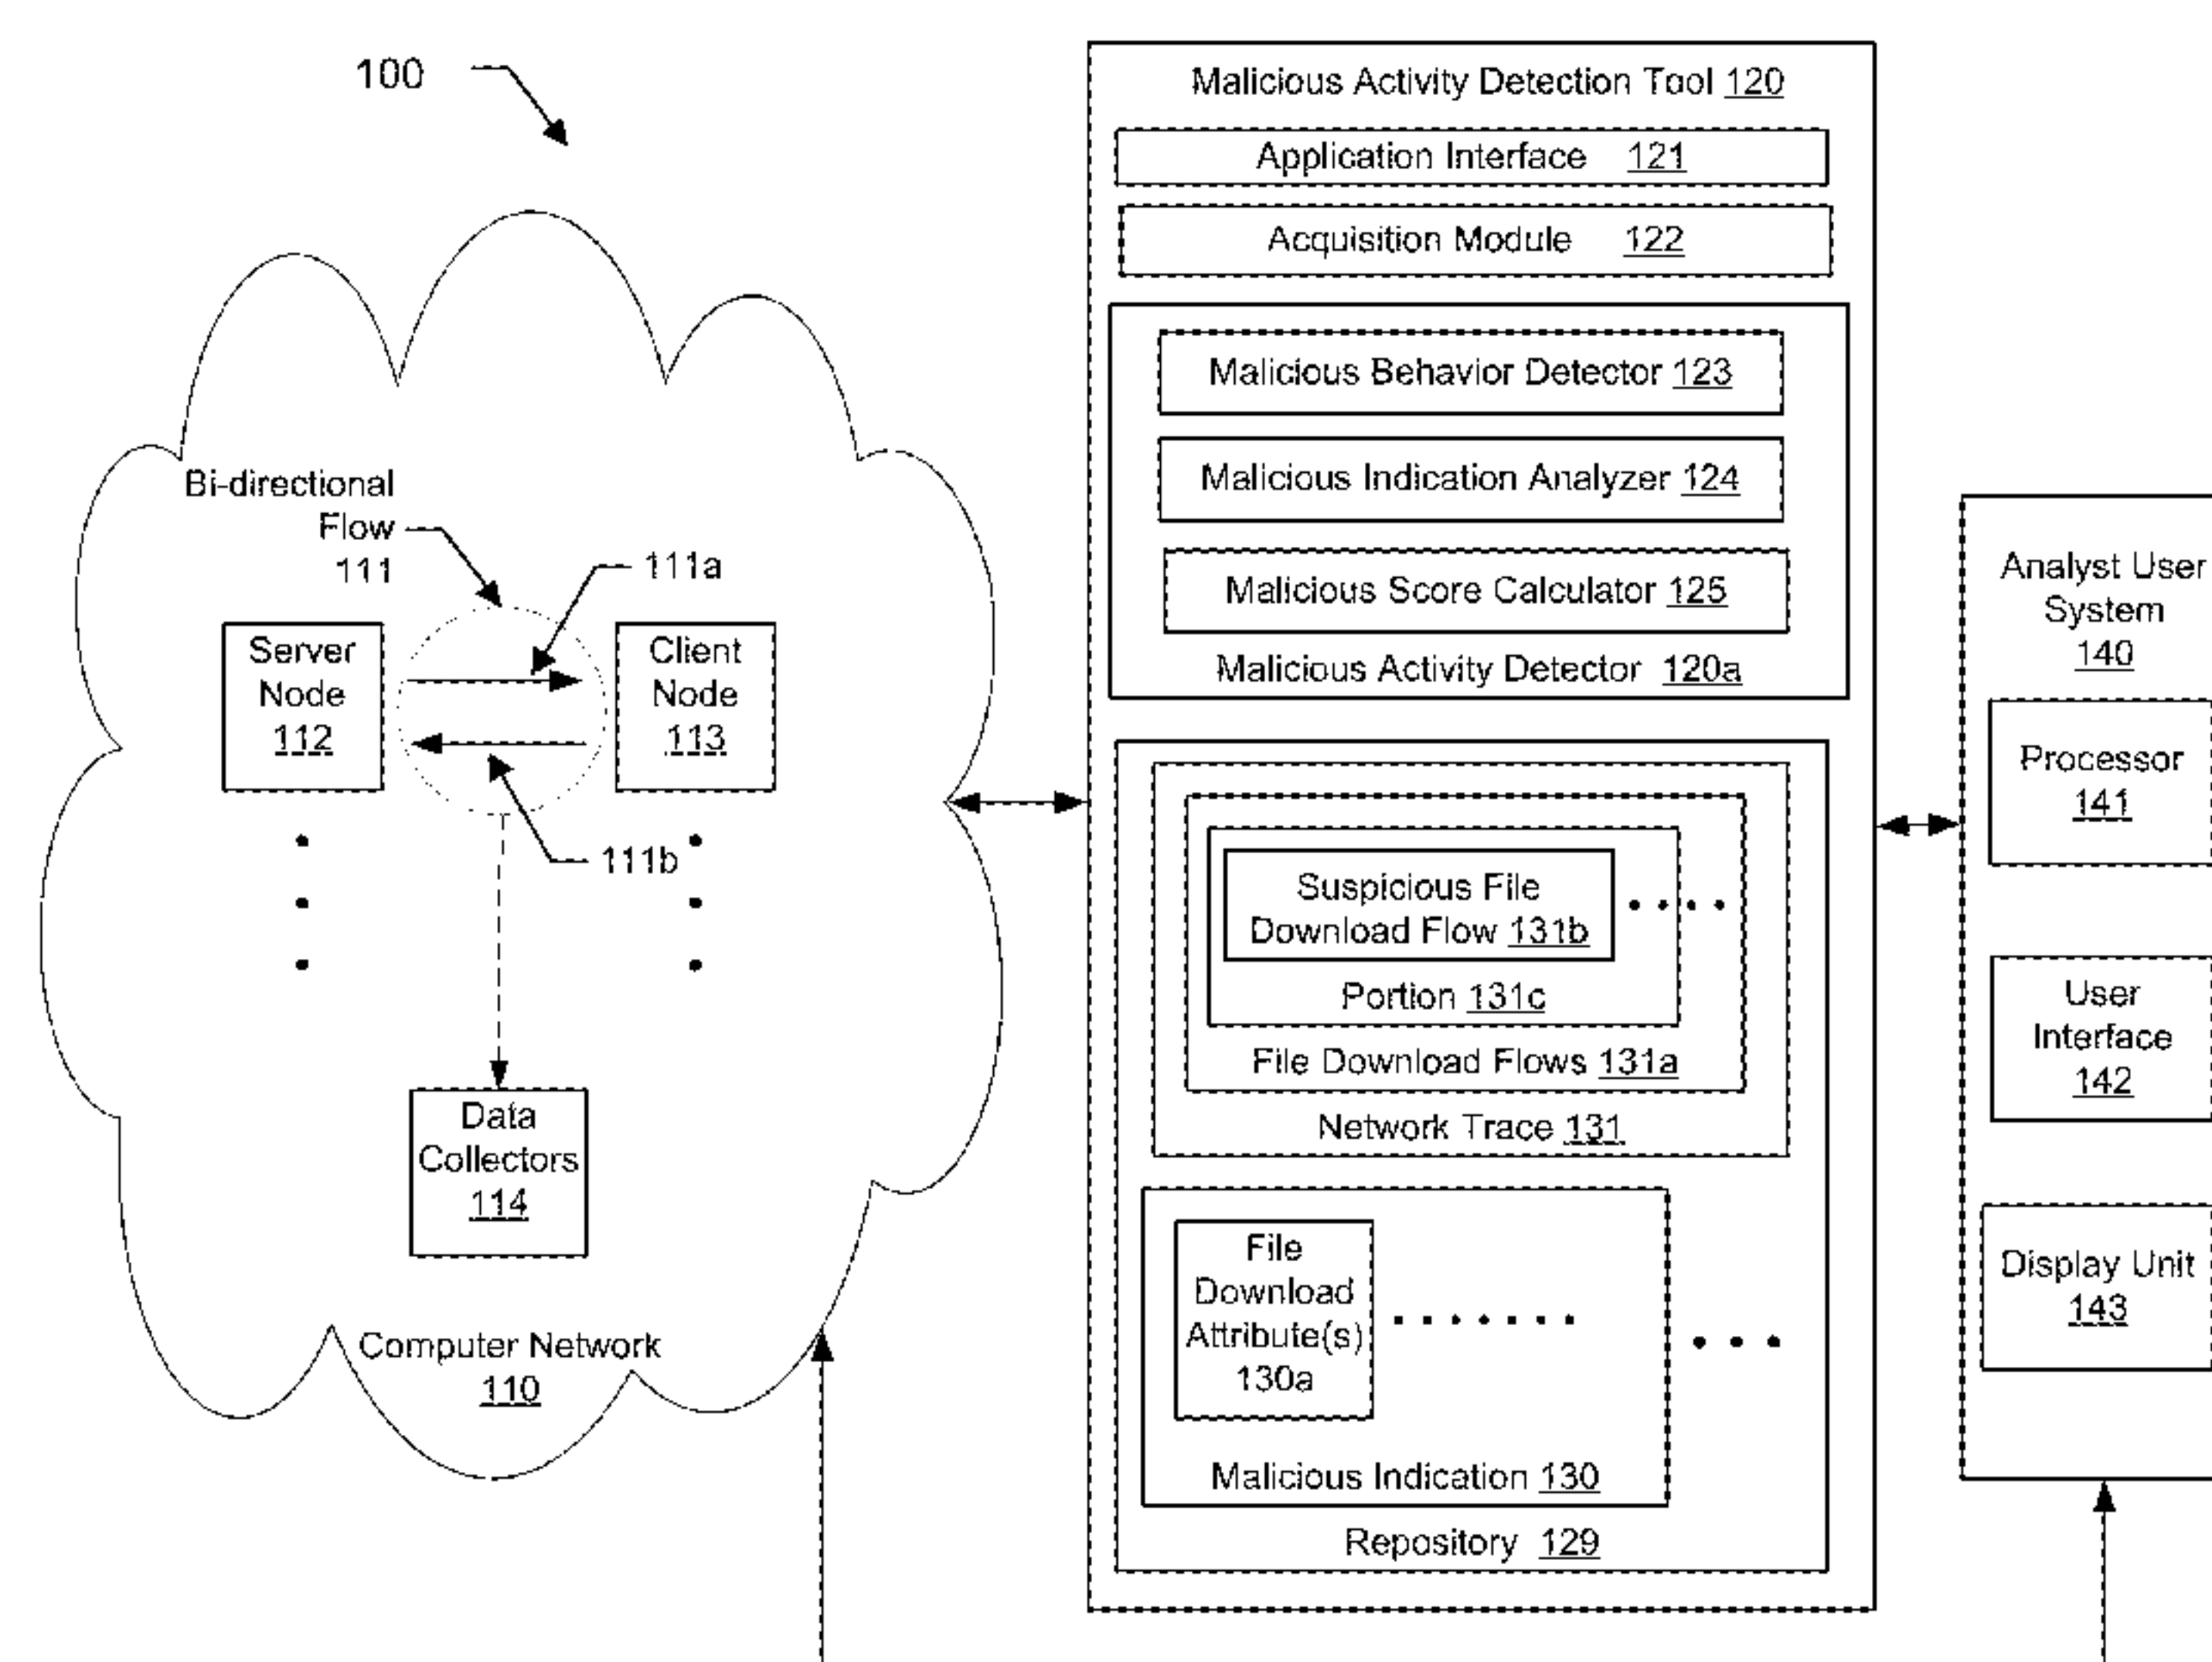 100
Bi-directional
Flow
111
111a
Server
Node
112
Client
Node
113
111b
Data
Collectors
114
Computer Network
110
Malicious Activity Detection Tool 120
Application Interface 121
Acquisition Module 122
Malicious Behavior Detector 123
Malicious Indication Analyzer 124
Malicious Score Calculator 125
Malicious Activity Detector 120a
Suspicious File
Download Flow 131b
Portion 131c
File Download Flows 131a
Network Trace 131
File
Download
Attribute(s)
130a
Malicious Indication 130
Repository 129
Analyst User
System
140
Processor
141
User
Interface
142
Display Unit
143